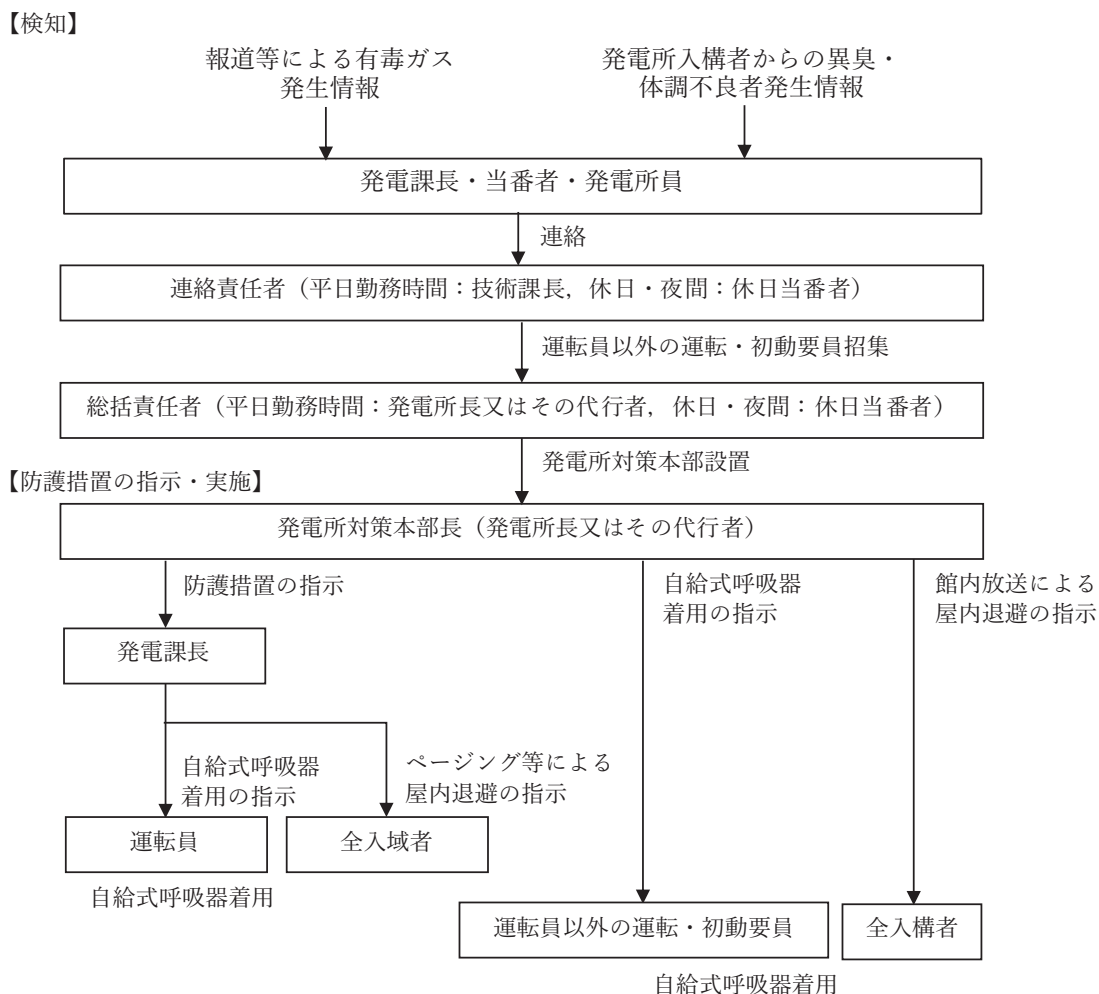 【検知】
報道等による有毒ガス
発生情報
発電所入構者からの異臭・
体調不良者発生情報
発電課長・当番者・発電所員
連絡
連絡責任者（平日勤務時間：技術課長，休日・夜間：休日当番者）
運転員以外の運転・初動要員招集
総括責任者（平日勤務時間：発電所長又はその代行者，休日・夜間：休日当番者）
発電所対策本部設置
【防護措置の指示・実施】
発電所対策本部長（発電所長又はその代行者）
防護措置の指示
自給式呼吸器
着用の指示
館内放送による
屋内退避の指示
発電課長
自給式呼吸器
着用の指示
ページング等による
屋内退避の指示
運転員
全入域者
自給式呼吸器着用
運転員以外の運転・初動要員
全入構者
自給式呼吸器着用